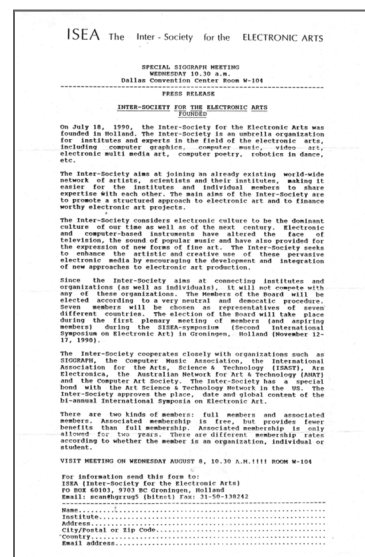 ISEA The Inter-Society for the ELECTRONIC ARTS
SPECIAL SIGGRAPH MEETING
WEDNESDAY 10.30 a.m.
Dallas Convention Center Room W-104
PRESS RELEASE
INTER-SOCIETY FOR THE ELECTRONIC ARTS
FOUNDED
On July 18, 1990, the Inter-Society for the Electronic Arts was
founded in Holland. The Inter-Society is an umbrella organization
for institutes and experts in the field of the electronic arts,
including computer graphics, computer music, video art,
electronic multi media art, computer poetry, robotics in dance,
etc.
The Inter-Society aims at joining an already existing world-wide
network of artists, scientists and their institutes, making it
easier for the institutes and individual members to share
expertise with each other. The main aims of the Inter-Society are
to promote a structured approach to electronic art and to finance
worthy electronic art projects.
The Inter-Society considers electronic culture to be the dominant
culture of our time as well as of the next century. Electronic
and computer-based instruments have altered the face of
television, the sound of popular music and have also provided for
the expression of new forms of fine art. The Inter-Society seeks
to enhance the artistic and creative use of these pervasive
electronic media by encouraging the development and integration
of new approaches to electronic art production.
Since the Inter-Society aims at connecting institutes and
organizations (as well as individuals), it will not compete with
any of these organizations. The Members of the Board will be
elected according to a very neutral and democatic procedure.
Seven members will be chosen as representatives of seven
different countries. The election of the Board will take place
during the first plenary meeting of members (and aspiring
members) during the SISEA-symposium (Second International
Symposium on Electronic Art) in Groningen, Holland (November 12-
17, 1990).
The Inter-Society cooperates closely with organizations such as
SIGGRAPH, the Computer Music Association, the International
Association for the Arts, Science & Technology (ISAST), Ars
Electronica, the Australian Network for Art & Technology (ANAT)
and the Computer Art Society. The Inter-Society has a special
bond with the Art Science & Technology Network in the US. The
Inter-Society approves the place, date and global content of the
bi-annual International Symposia on Electronic Art.
There are two kinds of members: full members and associated
members. Associated membership is free, but provides fewer
benefits than full membership. Associated membership is only
allowed for two years. There are different membership rates
according to whether the member is an organization, individual or
student.
VISIT MEETING ON WEDNESDAY AUGUST 8, 10.30 A.M.!!!! ROOM W-104
For information send this form to:
ISEA (Inter-Society for the Electronic Arts)
PO BOX 60103, 9703 BC Groningen, Holland
Email: scan@hgrrug5 (bitnet) Fax: 31-50-138242
Name
Institute
Address
City/Postal or Zip Code
Country
Email address